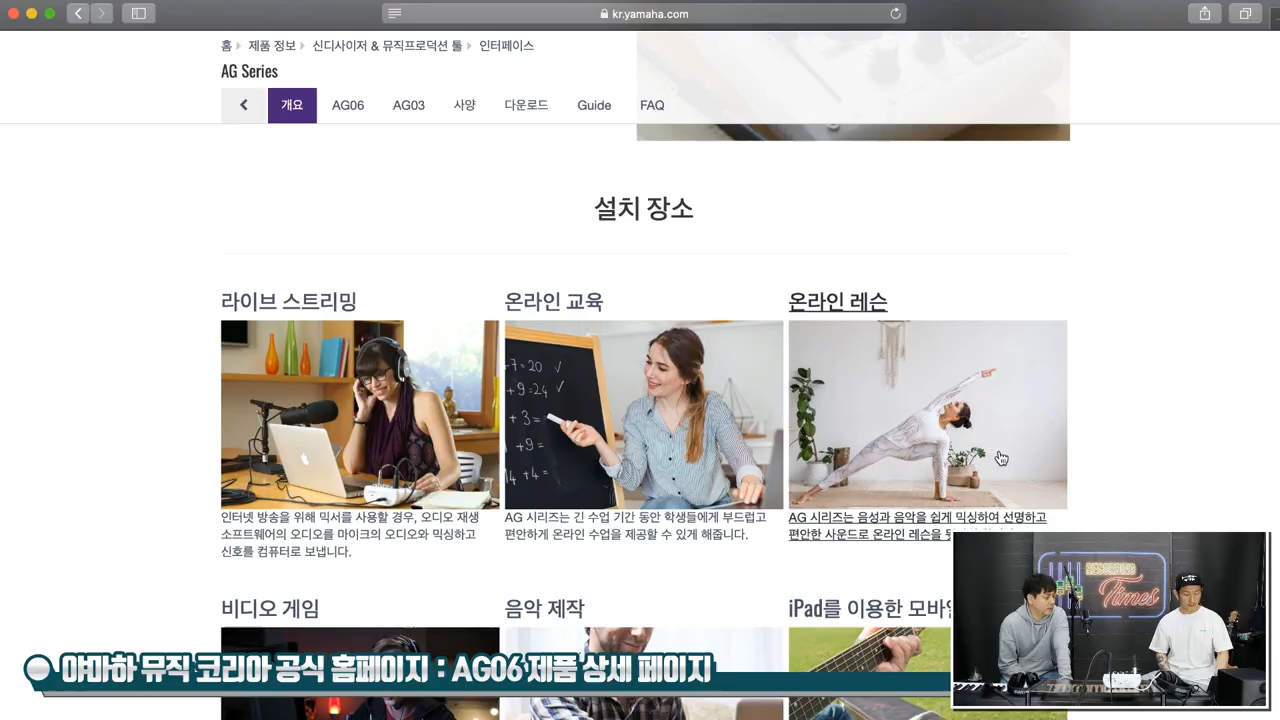 kr.yamaha.com
홈 제품 정보 신디사이저 & 뮤직프로덕션 툴 인터페이스
AG Series
개요 AG06 AG03 사양 다운로드 Guide FAQ
설치 장소
라이브 스트리밍
인터넷 방송을 위해 믹서를 사용할 경우, 오디오 재생
소프트웨어의 오디오를 마이크의 오디오와 믹싱하고
신호를 컴퓨터로 보냅니다.
온라인 교육
+7=20 ✓
+9=24 ✓
+3=
+9=
14+4=
AG 시리즈는 긴 수업 기간 동안 학생들에게 부드럽고
편안하게 온라인 수업을 제공할 수 있게 해줍니다.
온라인 레슨
AG 시리즈는 음성과 음악을 쉽게 믹싱하여 선명하고
편안한 사운드로 온라인 레슨을
비디오 게임
음악 제작
iPad를 이용한 모바일
RECORDING
Times
야마하 뮤직 코리아 공식 홈페이지 : AG06 제품 상세 페이지